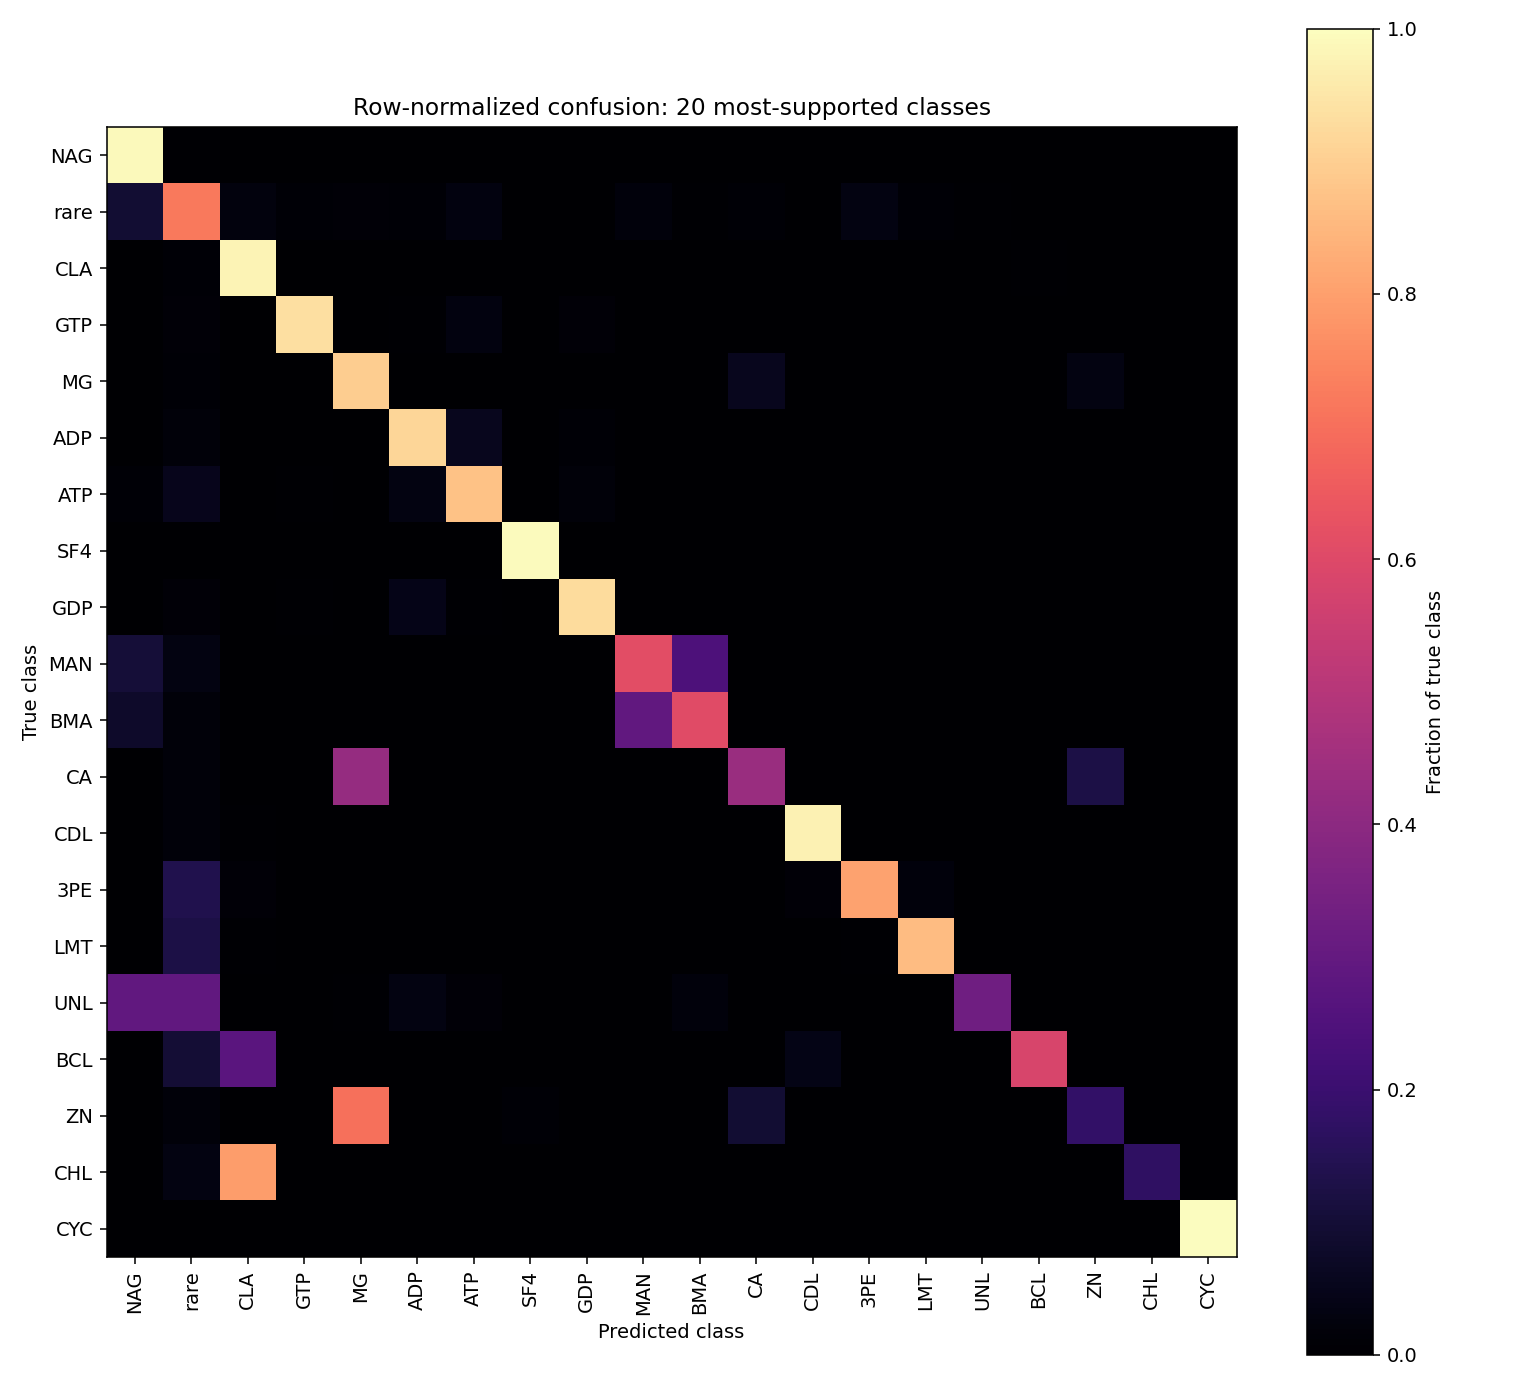 Row-normalized confusion: 20 most-supported classes
NAG
rare
CLA
GTP
MG
ADP
ATP
SF4
GDP
MAN
BMA
CA
CDL
3PE
LMT
UNL
BCL
ZN
CHL
CYC
True class
NAG
rare
CLA
GTP
MG
ADP
ATP
SF4
GDP
MAN
BMA
CA
CDL
3PE
LMT
UNL
BCL
ZN
CHL
CYC
Predicted class
1.0
0.8
0.6
0.4
0.2
0.0
Fraction of true class